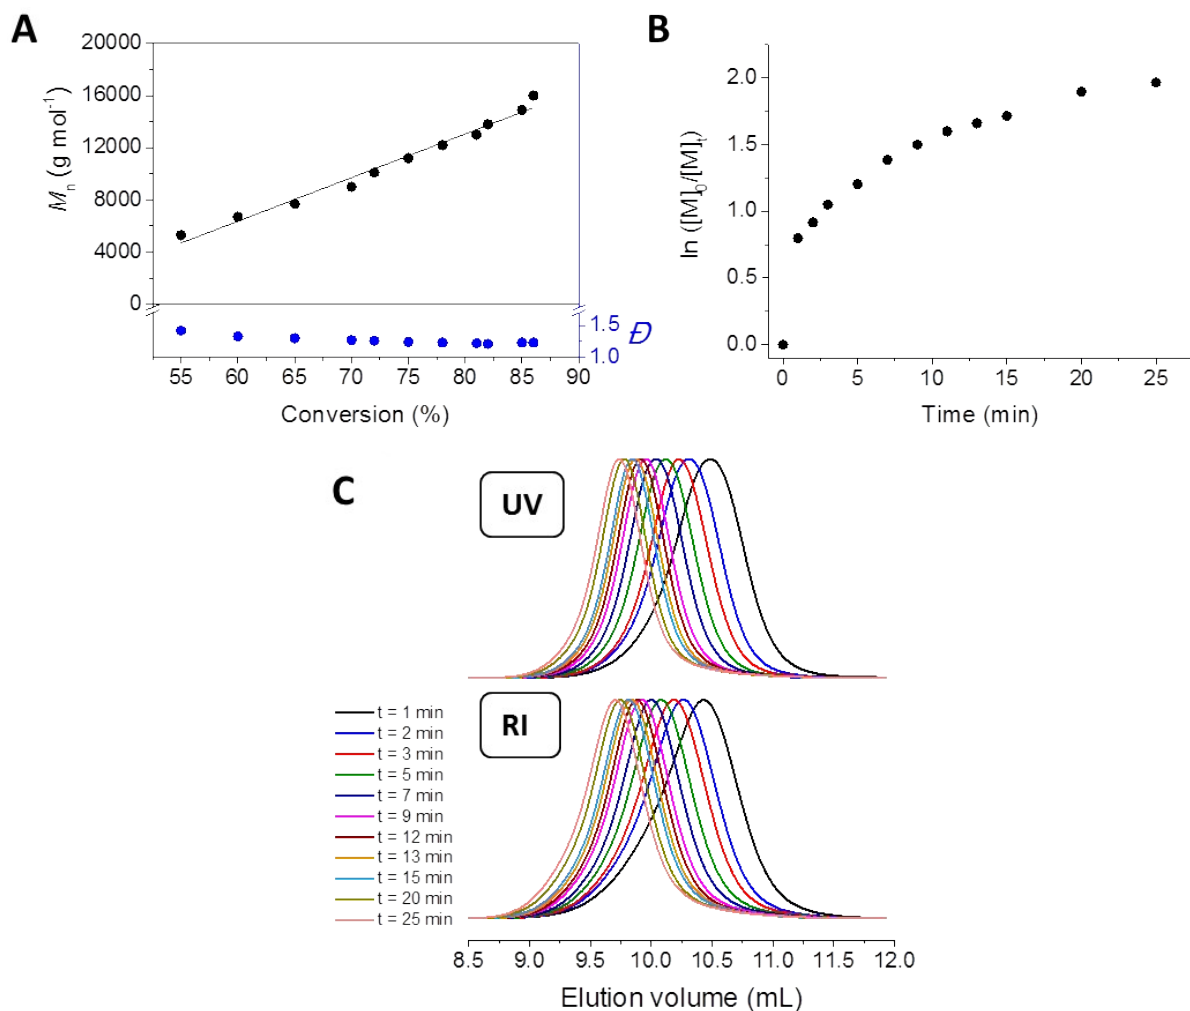 A
20000
16000
12000
8000
4000
0
Mn (g mol-1)
1.5
1.0
Đ
55 60 65 70 75 80 85 90
Conversion (%)
B
2.0
1.5
1.0
0.5
0.0
ln ([M]0/[M]t)
0 5 10 15 20 25
Time (min)
C
UV
RI
t = 1 min
t = 2 min
t = 3 min
t = 5 min
t = 7 min
t = 9 min
t = 12 min
t = 13 min
t = 15 min
t = 20 min
t = 25 min
8.5 9.0 9.5 10.0 10.5 11.0 11.5 12.0
Elution volume (mL)